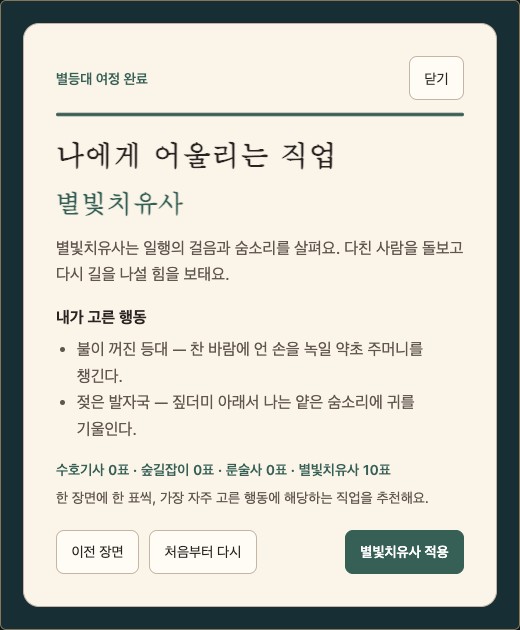 별등대 여정 완료
닫기
나에게 어울리는 직업
별빛치유사
별빛치유사는 일행의 걸음과 숨소리를 살펴요. 다친 사람을 돌보고
다시 길을 나설 힘을 보태요.
내가 고른 행동
• 불이 꺼진 등대 — 찬 바람에 언 손을 녹일 약초 주머니를
챙긴다.
• 젖은 발자국 — 짚더미 아래서 나는 얕은 숨소리에 귀를
기울인다.
수호기사 0표 · 숲길잡이 0표 · 룬술사 0표 · 별빛치유사 10표
한 장면에 한 표씩, 가장 자주 고른 행동에 해당하는 직업을 추천해요.
이전 장면
처음부터 다시
별빛치유사 적용